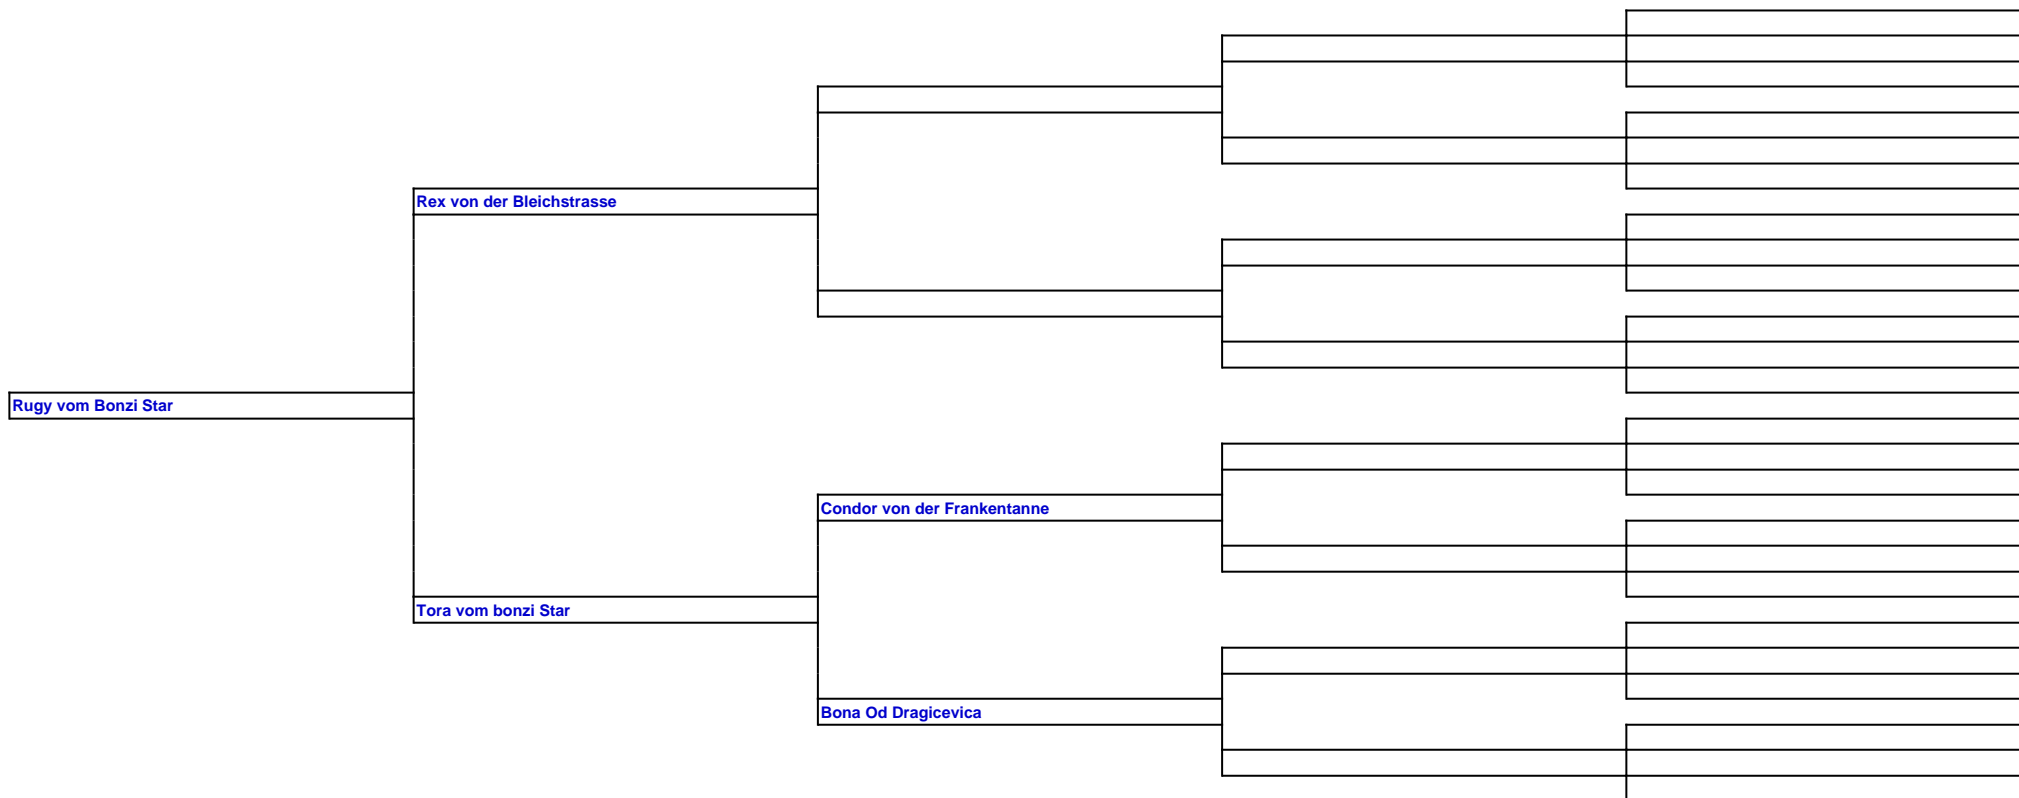 Rex von der Bleichstrasse
Rugy vom Bonzi Star
Condor von der Frankentanne
Tora vom bonzi Star
Bona Od Dragicevica